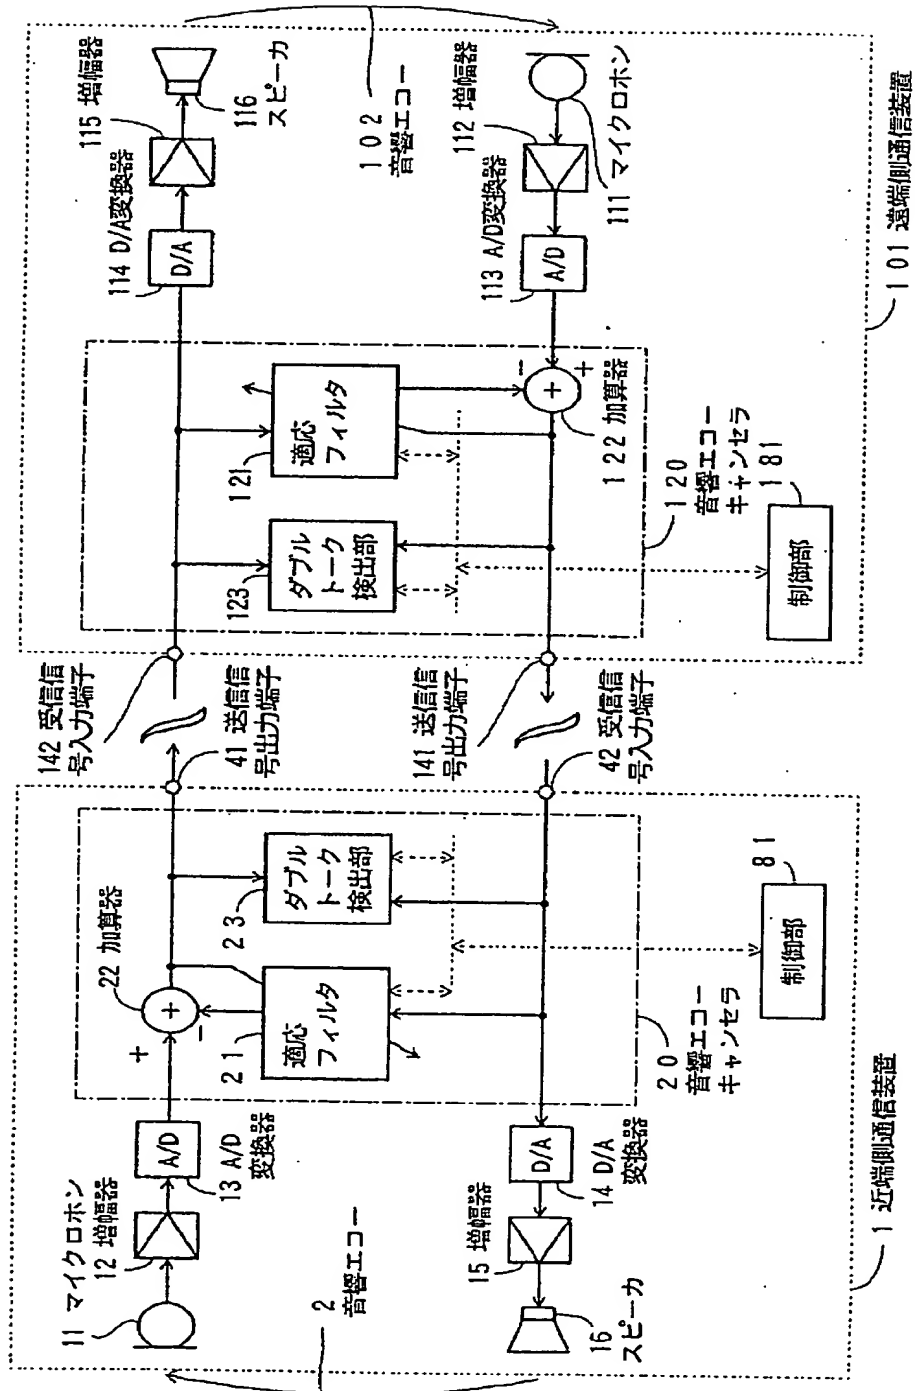 11 マイクロホン
12 増幅器
13 A/D
変換器
A/D
22 加算器
+
+
-
21
適応
フィルタ
23
ダブル
トーク
検出部
2
音響エコー
16
スピーカ
15 増幅器
14 D/A
変換器
D/A
20
音響エコー
キャンセラ
81
制御部
1 近端側通信装置
41 送信信
号出力端子
42 受信信
号入力端子
142 受信信
号入力端子
141 送信信
号出力端子
123
ダブル
トーク
検出部
121
適応
フィルタ
-
+
+
122 加算器
120
音響エコー
キャンセラ
181
制御部
114 D/A変換器
D/A
115 増幅器
116
スピーカ
102
音響エコー
113 A/D変換器
A/D
112 増幅器
111 マイクロホン
101 遠端側通信装置